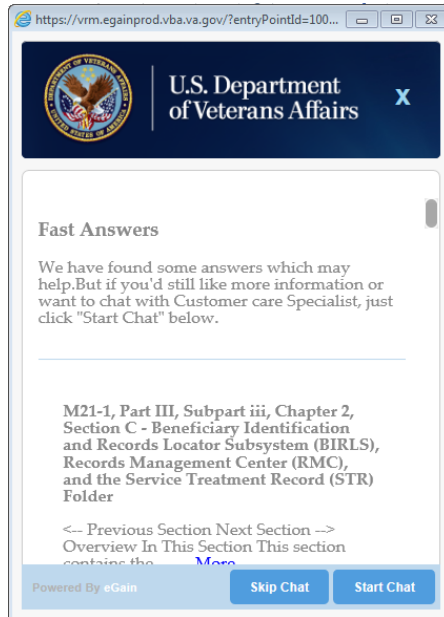 https://vrm.egainprod.vba.va.gov/?entryPointId=100...
U.S. Department
of Veterans Affairs
X
Fast Answers
We have found some answers which may
help.But if you'd still like more information or
want to chat with Customer care Specialist, just
click "Start Chat" below.
M21-1, Part III, Subpart iii, Chapter 2,
Section C - Beneficiary Identification
and Records Locator Subsystem (BIRLS),
Records Management Center (RMC),
and the Service Treatment Record (STR)
Folder
<-- Previous Section Next Section -->
Overview In This Section This section
contains the More
Powered By eGain
Skip Chat
Start Chat